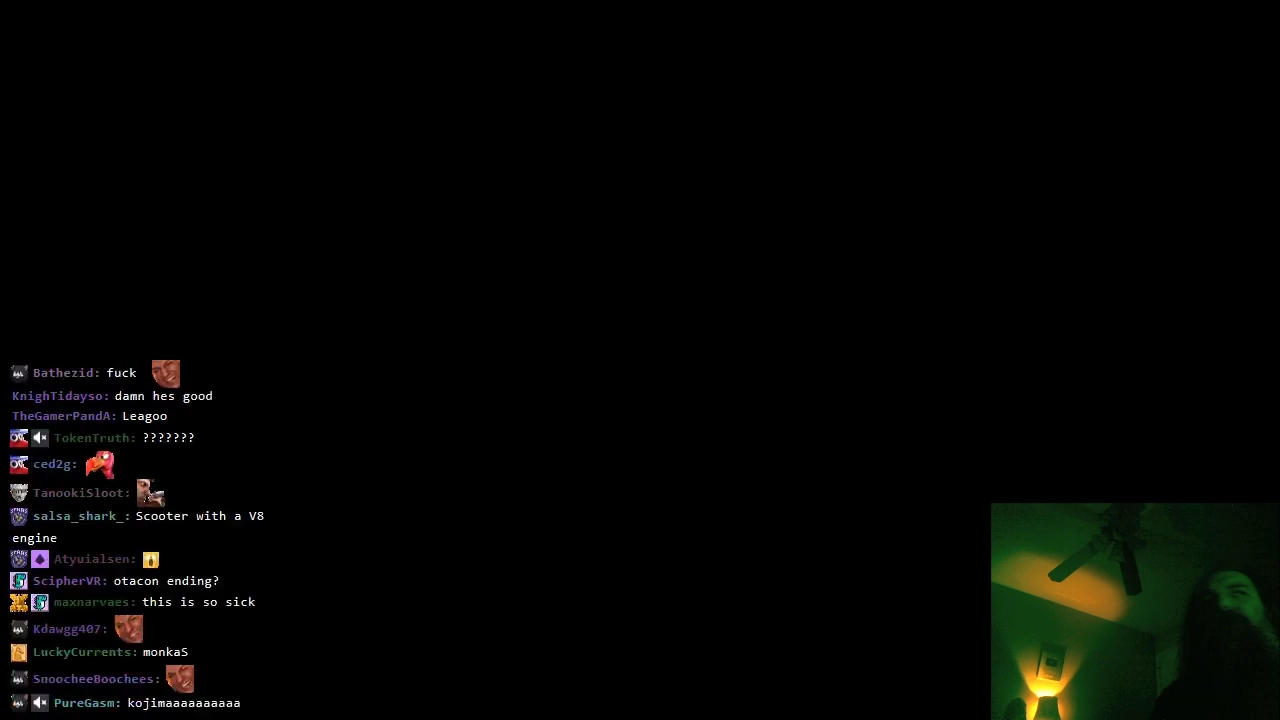 Bathezid: fuck
KnighTidayso: damn hes good
TheGamerPandA: Leagoo
TokenTruth: ???????
ced2g:
TanookiSloot:
salsa_shark_: Scooter with a V8
engine
Atyuialsen:
ScipherVR: otacon ending?
maxnarvaes: this is so sick
Kdawgg407:
LuckyCurrents: monkaS
SnoocheeBoochees:
PureGasm: kojimaaaaaaaaaa